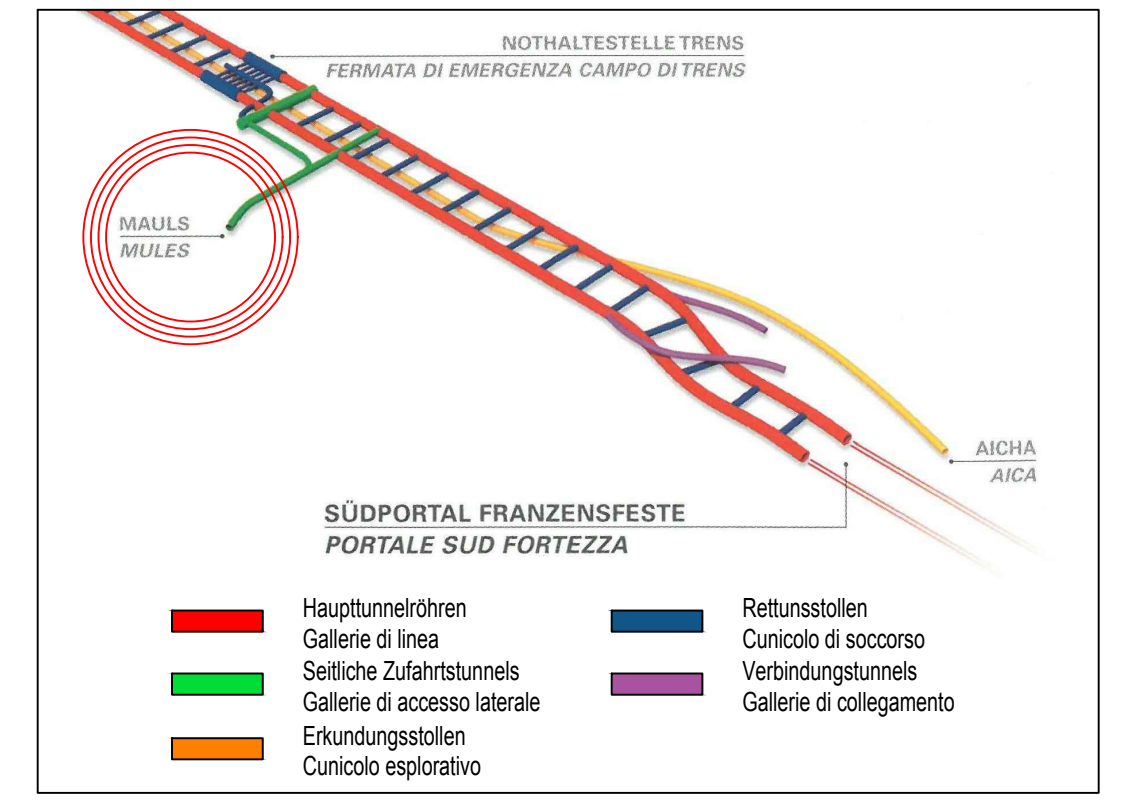 NOTHALTESTELLE TRENS
FERMATA DI EMERGENZA CAMPO DI TRENS
MAULS
MULES
AICHA
AICA
SÜDPORTAL FRANZENSFESTE
PORTALE SUD FORTEZZA
Haupttunnelröhren
Gallerie di linea
Seitliche Zufahrtstunnels
Gallerie di accesso laterale
Erkundungsstollen
Cunicolo esplorativo
Rettunsstollen
Cunicolo di soccorso
Verbindungstunnels
Gallerie di collegamento